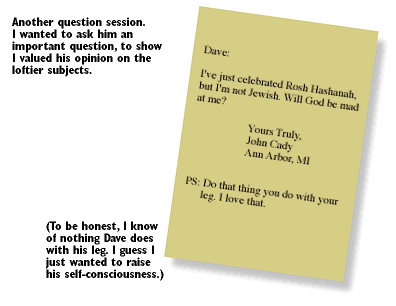 Another question session.
I wanted to ask him an
important question, to show
I valued his opinion on the
loftier subjects.
Dave:
I've just celebrated Rosh Hashanah,
but I'm not Jewish. Will God be mad
at me?
Yours Truly,
John Cady
Ann Arbor, MI
PS: Do that thing you do with your
leg. I love that.
(To be honest, I know
of nothing Dave does
with his leg. I guess I
just wanted to raise
his self-consciousness.)